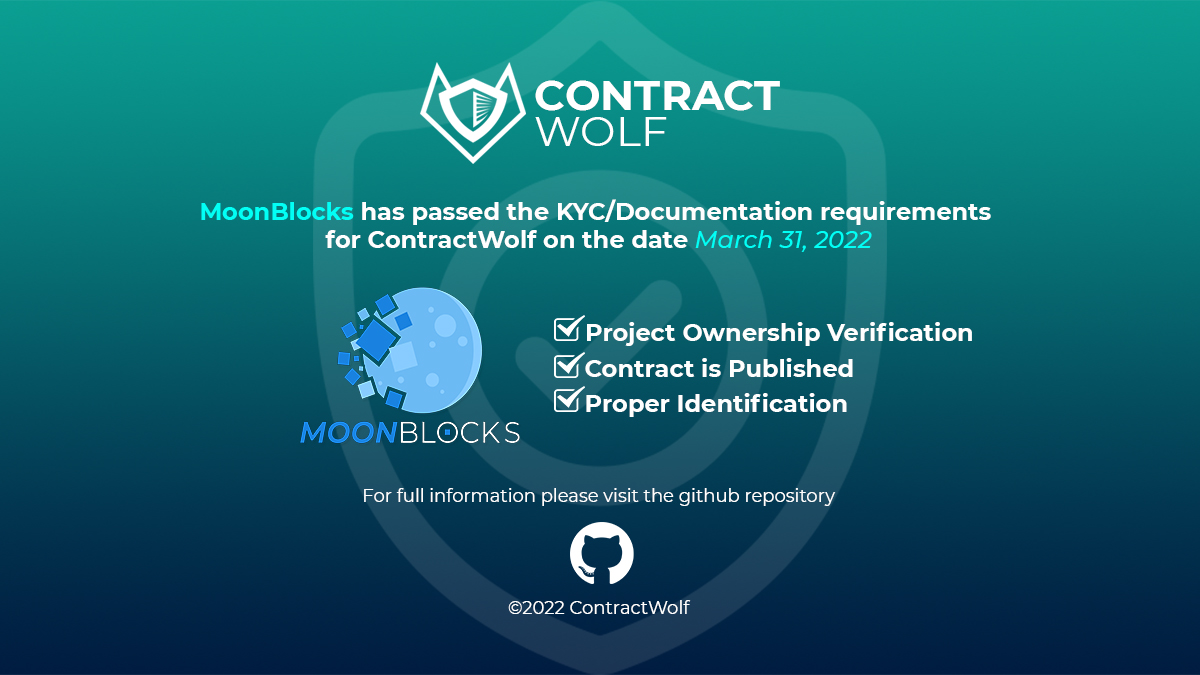 CONTRACT
WOLF
MoonBlocks has passed the KYC/Documentation requirements
for ContractWolf on the date March 31, 2022
Project Ownership Verification
Contract is Published
Proper Identification
MOONBLOCKS
For full information please visit the github repository
©2022 ContractWolf